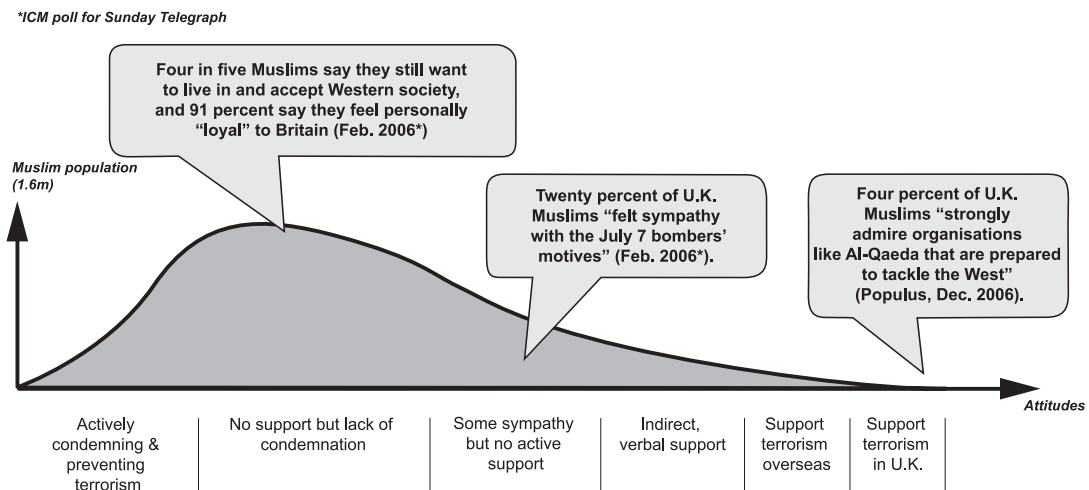 *ICM poll for Sunday Telegraph
Four in five Muslims say they still want
to live in and accept Western society,
and 91 percent say they feel personally
“loyal” to Britain (Feb. 2006*)
Muslim population
(1.6m)
Twenty percent of U.K.
Muslims “felt sympathy
with the July 7 bombers’
motives” (Feb. 2006*).
Four percent of U.K.
Muslims “strongly
admire organisations
like Al-Qaeda that are prepared
to tackle the West”
(Populus, Dec. 2006).
Attitudes
Actively
condemning &
preventing
terrorism
No support but lack of
condemnation
Some sympathy
but no active
support
Indirect,
verbal support
Support
terrorism
overseas
Support
terrorism
in U.K.